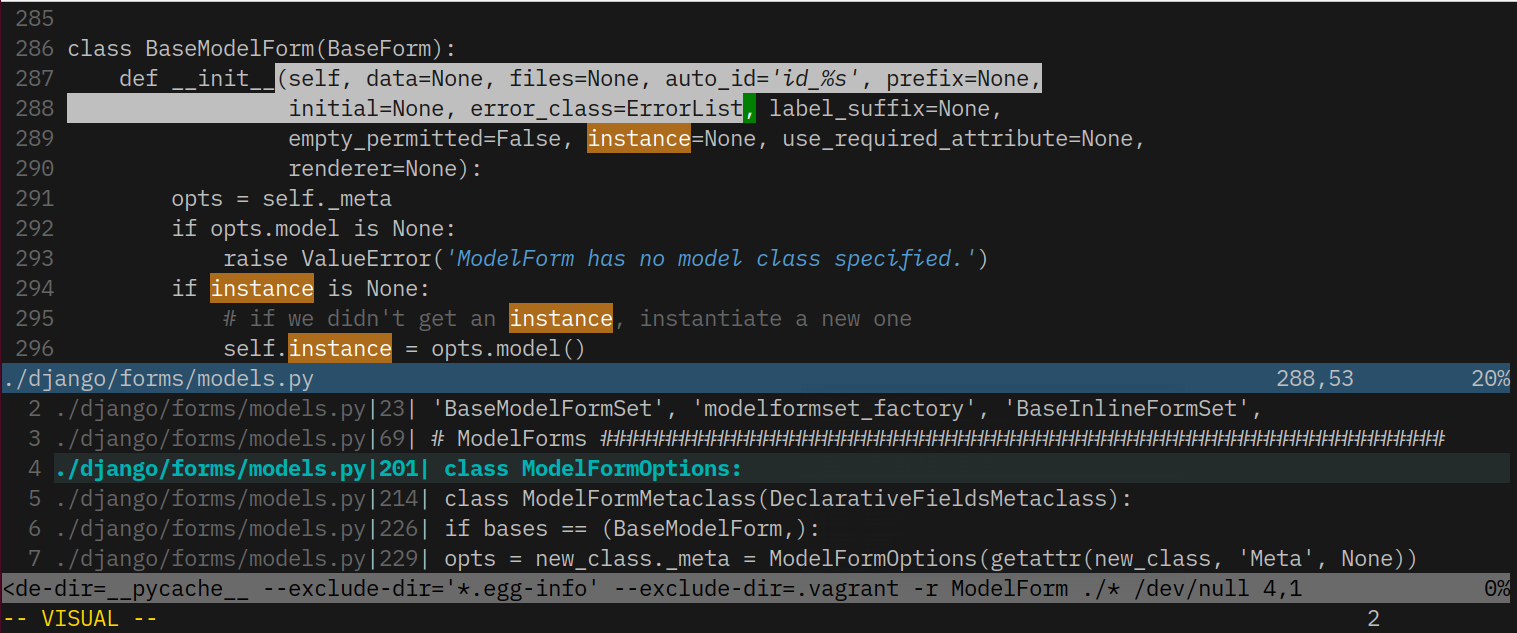 285
286 class BaseModelForm(BaseForm):
287     def __init__(self, data=None, files=None, auto_id='id_%s', prefix=None,
288                  initial=None, error_class=ErrorList, label_suffix=None,
289                  empty_permitted=False, instance=None, use_required_attribute=None,
290                  renderer=None):
291         opts = self._meta
292         if opts.model is None:
293             raise ValueError('ModelForm has no model class specified.')
294         if instance is None:
295             # if we didn't get an instance, instantiate a new one
296             self.instance = opts.model()
./django/forms/models.py 288,53 20%
2 ./django/forms/models.py|23| 'BaseModelFormSet', 'modelformset_factory', 'BaseInlineFormSet',
3 ./django/forms/models.py|69| # ModelForms #################################################################
4 ./django/forms/models.py|201| class ModelFormOptions:
5 ./django/forms/models.py|214| class ModelFormMetaclass(DeclarativeFieldsMetaclass):
6 ./django/forms/models.py|226| if bases == (BaseModelForm,):
7 ./django/forms/models.py|229| opts = new_class._meta = ModelFormOptions(getattr(new_class, 'Meta', None))
<de-dir=__pycache__ --exclude-dir='*.egg-info' --exclude-dir=.vagrant -r ModelForm ./* /dev/null 4,1 0%
-- VISUAL -- 2